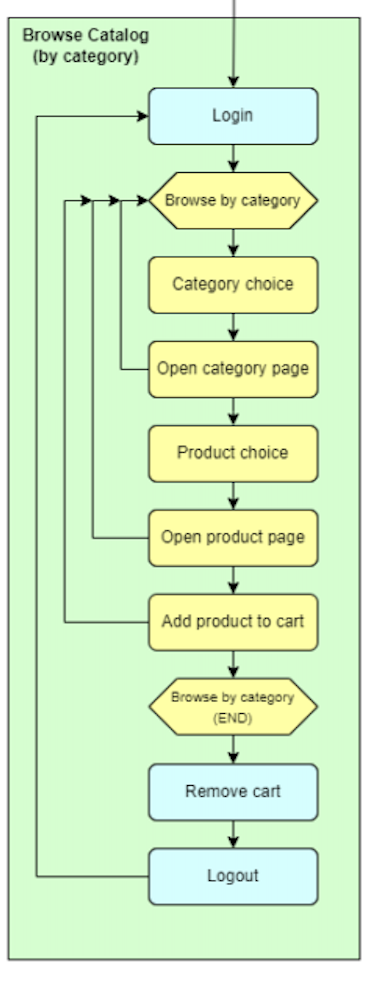 Browse Catalog
(by category)
Login
Browse by category
Category choice
Open category page
Product choice
Open product page
Add product to cart
Browse by category
(END)
Remove cart
Logout